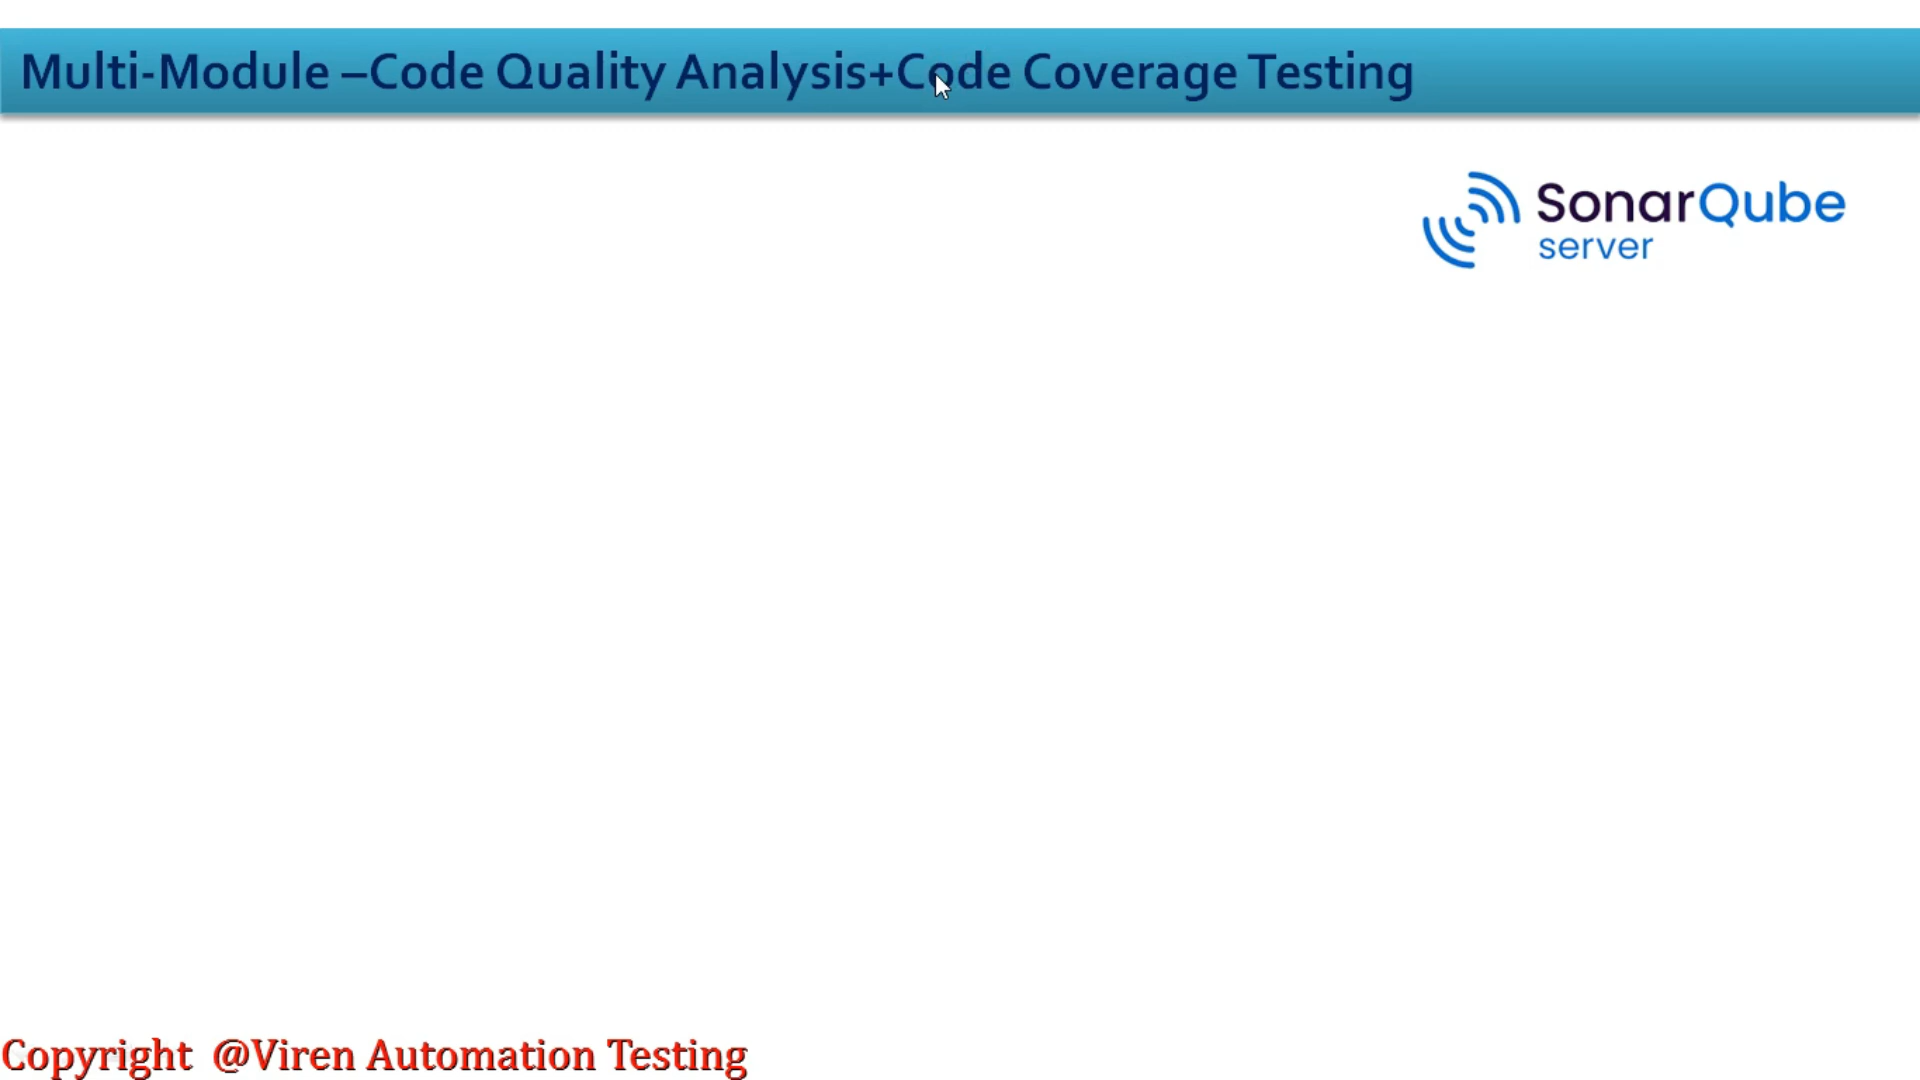 Multi-Module –Code Quality Analysis+Code Coverage Testing
SonarQube
server
Copyright @Viren Automation Testing